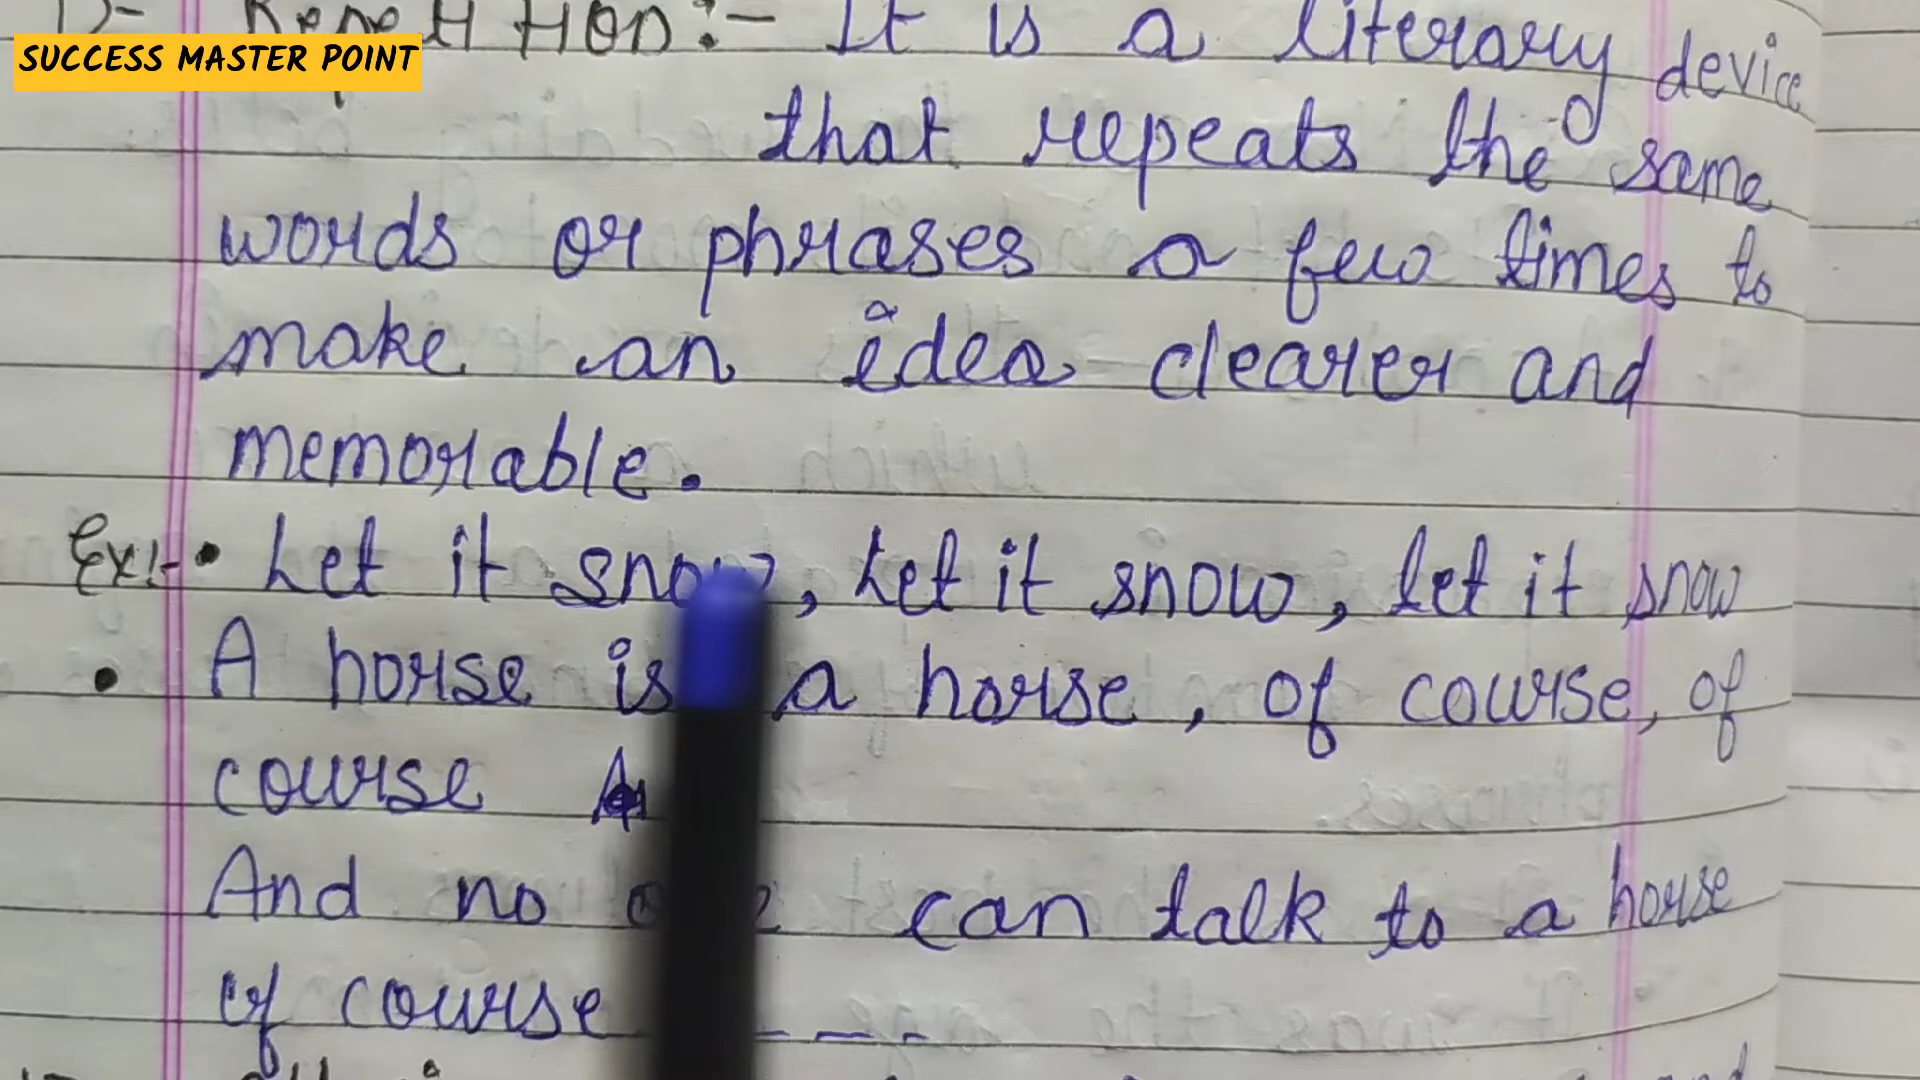 Repetition:- It is a literary device
SUCCESS MASTER POINT
that repeats the same
words or phrases a few times to
make an idea clearer and
memorable.
Ex:- • Let it snow, Let it snow, let it snow
• A horse is a horse, of course, of
course
And no one can talk to a horse
of course - - - -